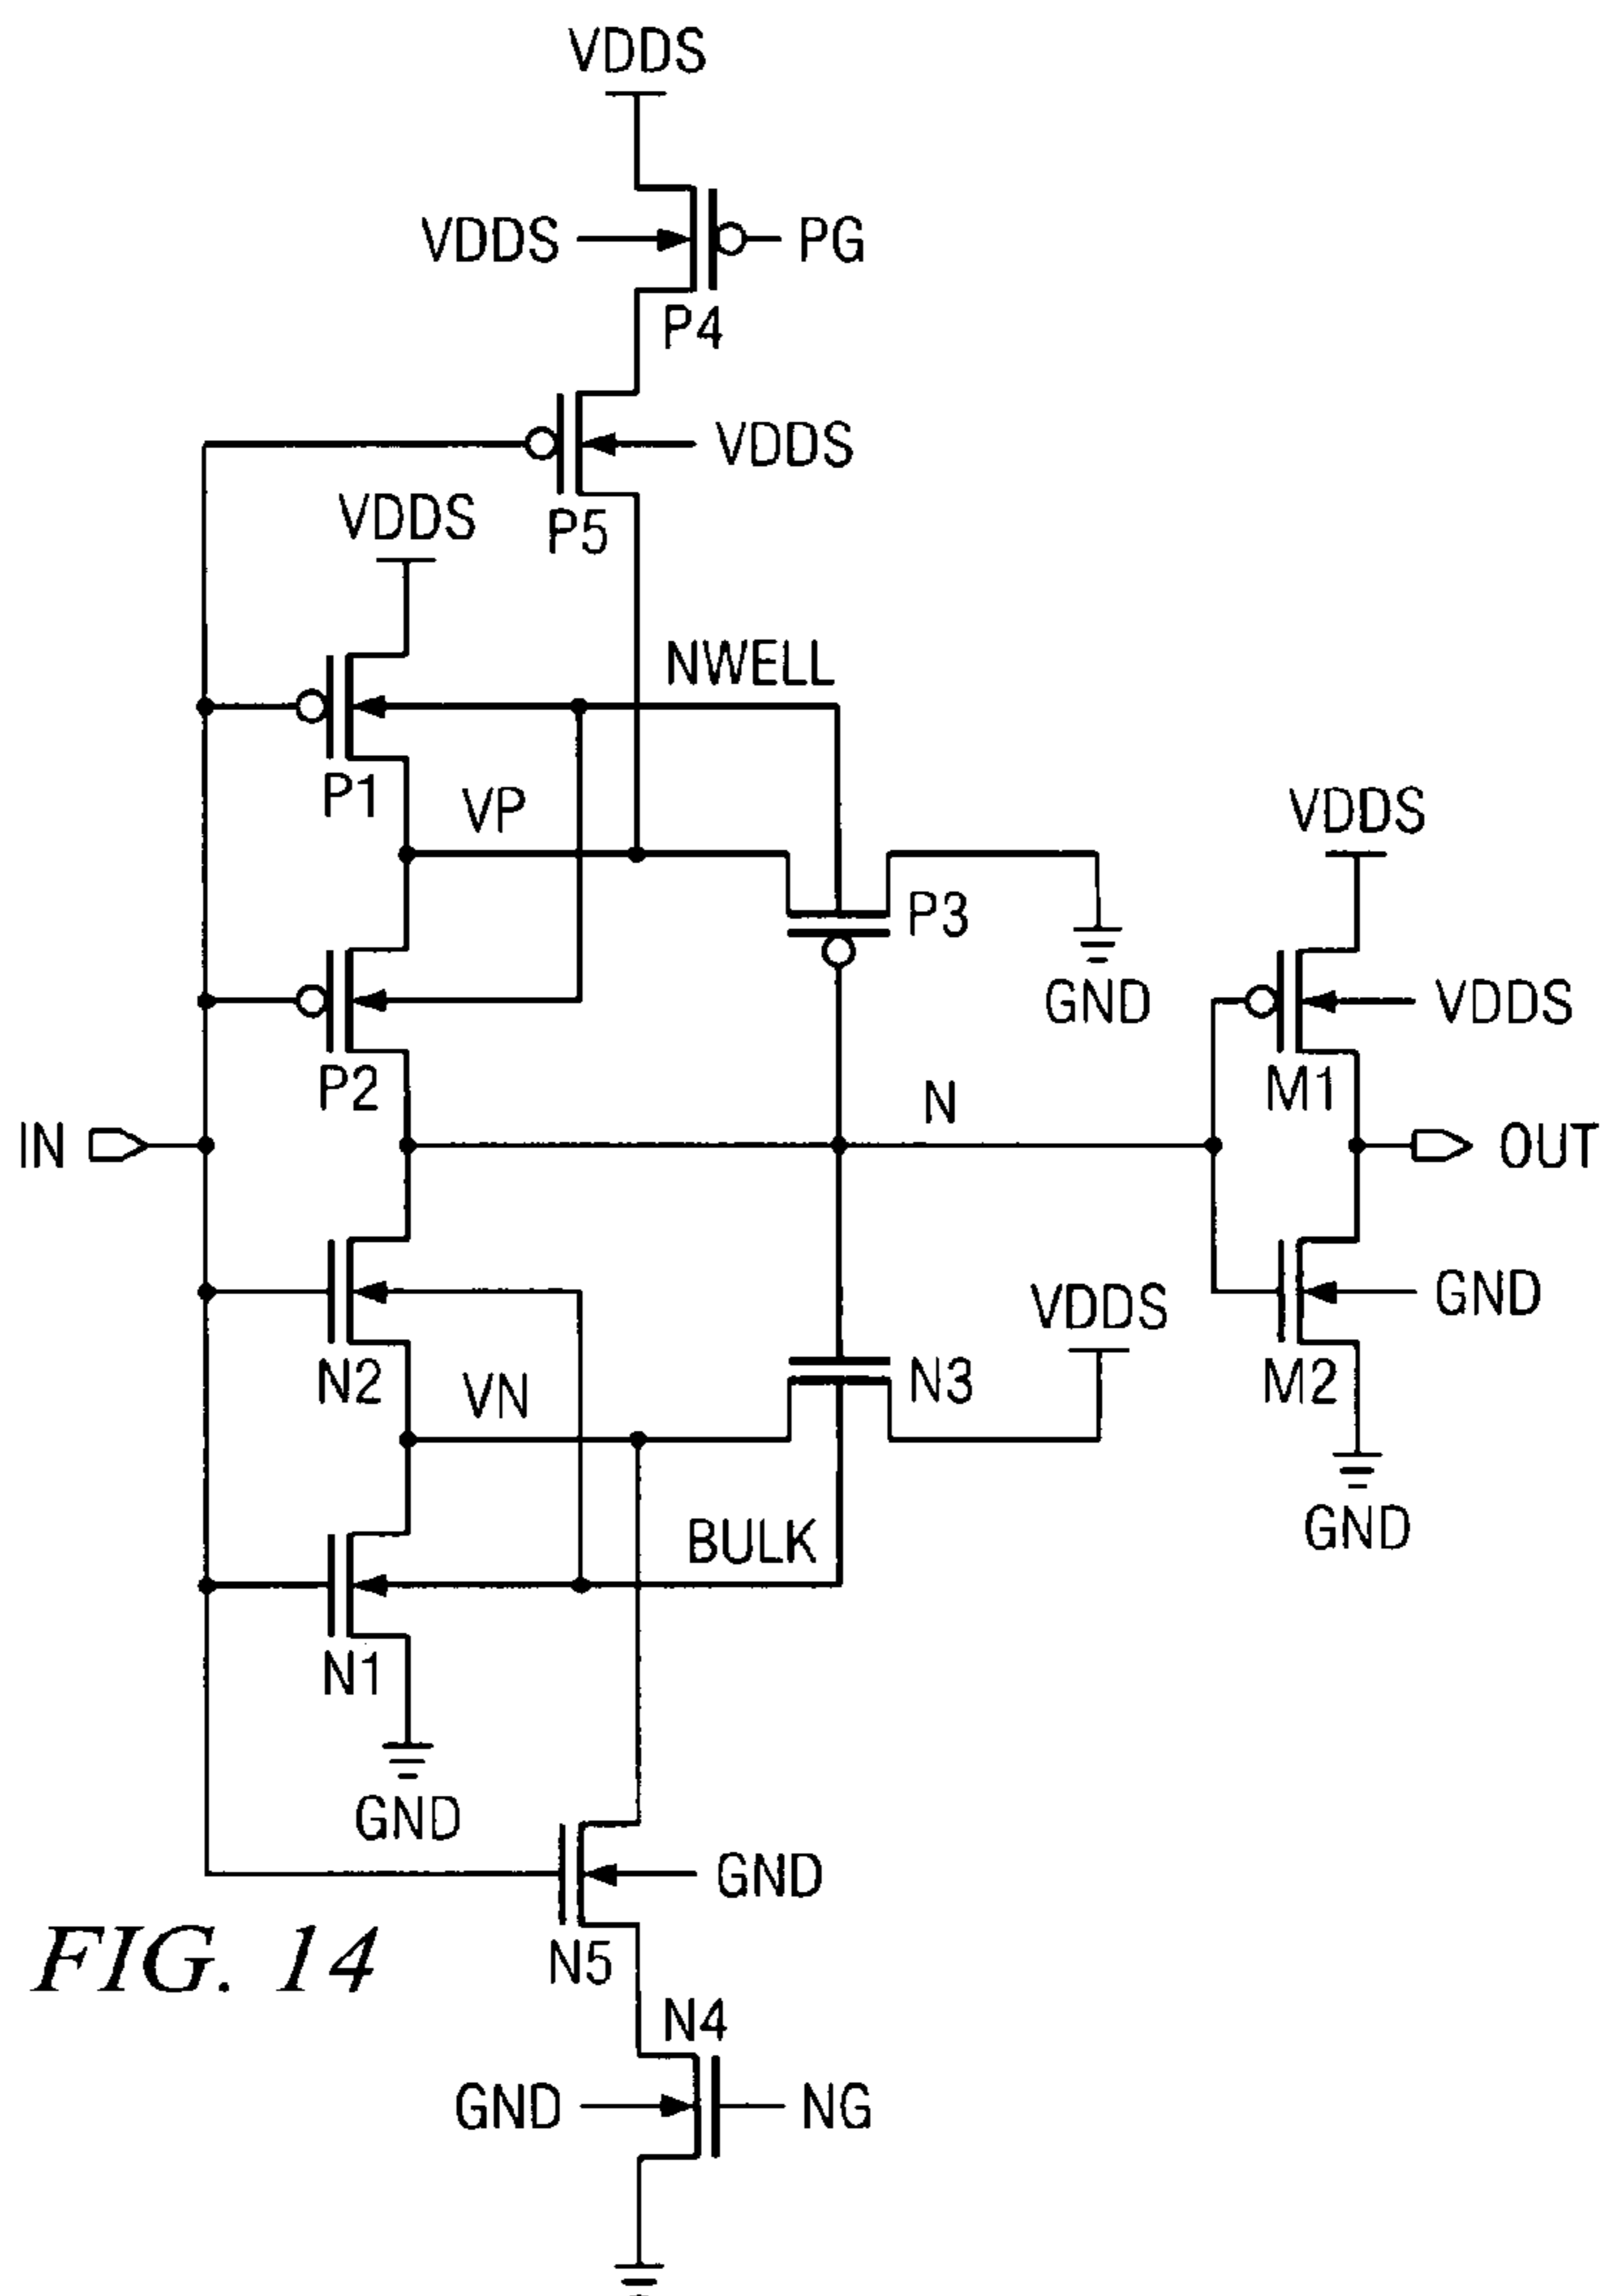 VDDS
VDDS
PG
P4
VDDS
P5
VDDS
NWELL
P1
VP
VDDS
P3
GND
VDDS
P2
M1
N
IN
OUT
VDDS
GND
N2
VN
N3
M2
GND
BULK
N1
GND
GND
N5
FIG. 14
N4
GND
NG